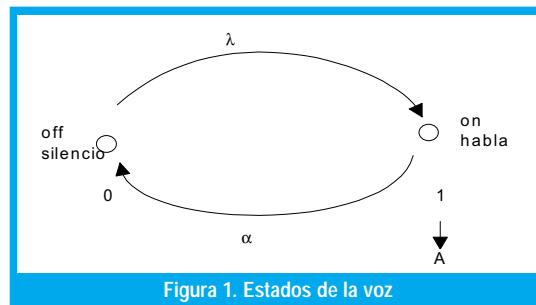 λ
off
silencio
on
habla
0
1
α
A
Figura 1. Estados de la voz